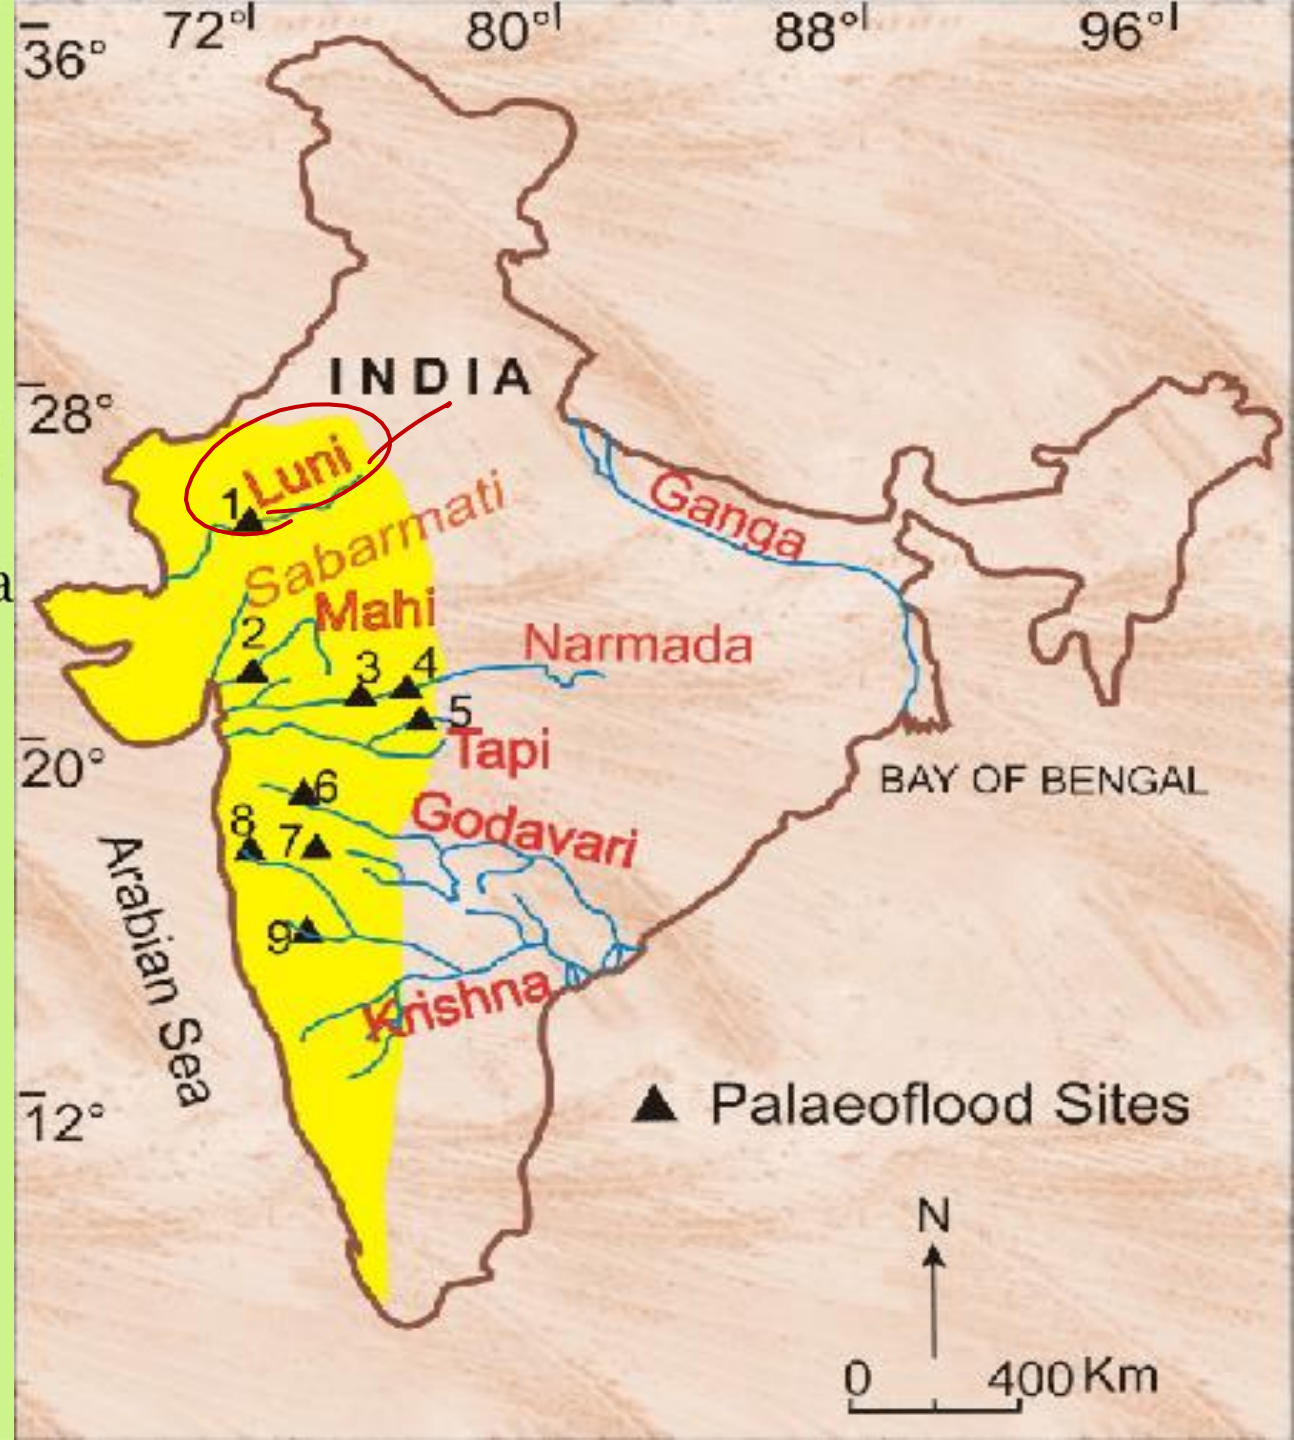 72° 80° 88° 96°
36°
INDIA
28°
Luni
1
Sabarmati
Ganga
a
Mahi
2
Narmada
3 4
5
Tapi
20°
BAY OF BENGAL
6
Godavari
8 7
Arabian Sea
9
Krishna
Palaeoflood Sites
12°
N
0 400 Km